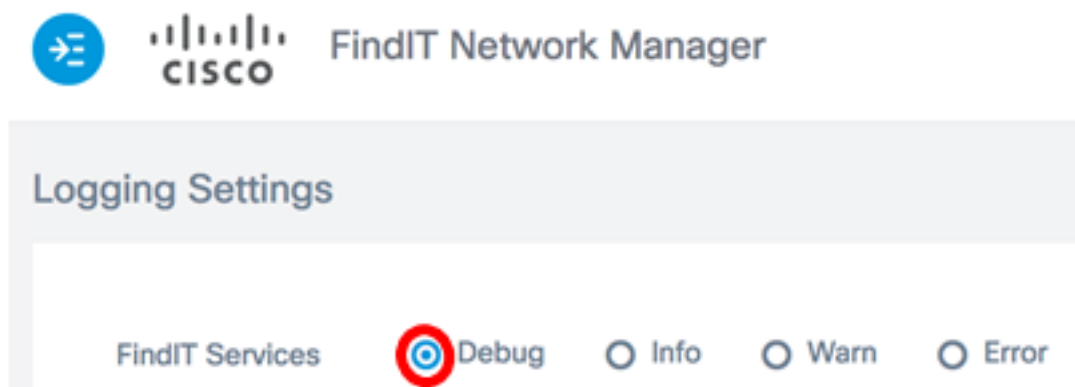 CISCO FindIT Network Manager
Logging Settings
FindIT Services Debug Info Warn Error